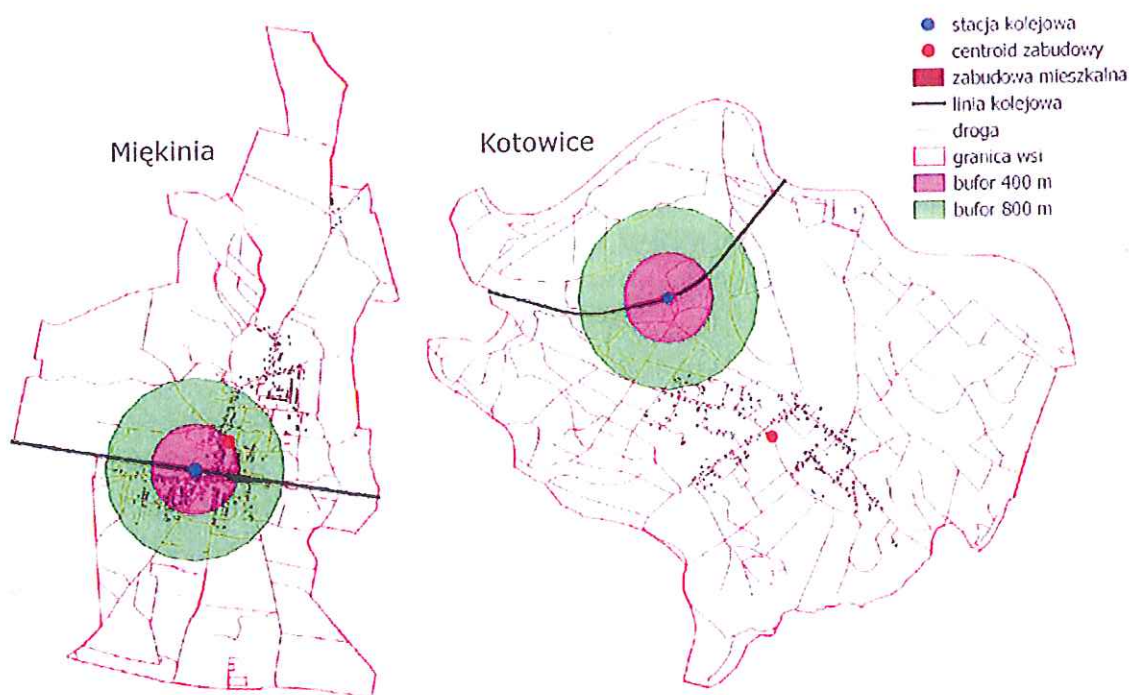 Miękinia
Kotowice
stacja kolejowa
centroid zabudowy
zabudowa mieszkalna
linia kolejowa
droga
granica wsi
bufor 400 m
bufor 800 m